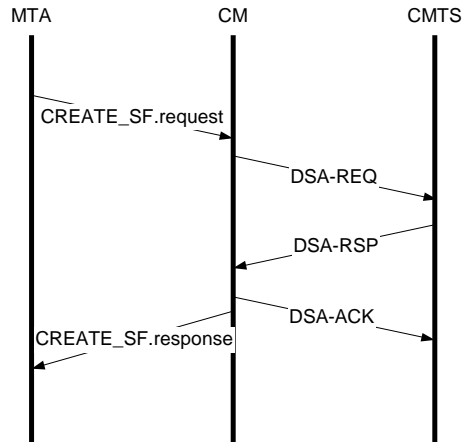 MTA
CM
CMTS
CREATE_SF.request
DSA-REQ
DSA-RSP
DSA-ACK
CREATE_SF.response